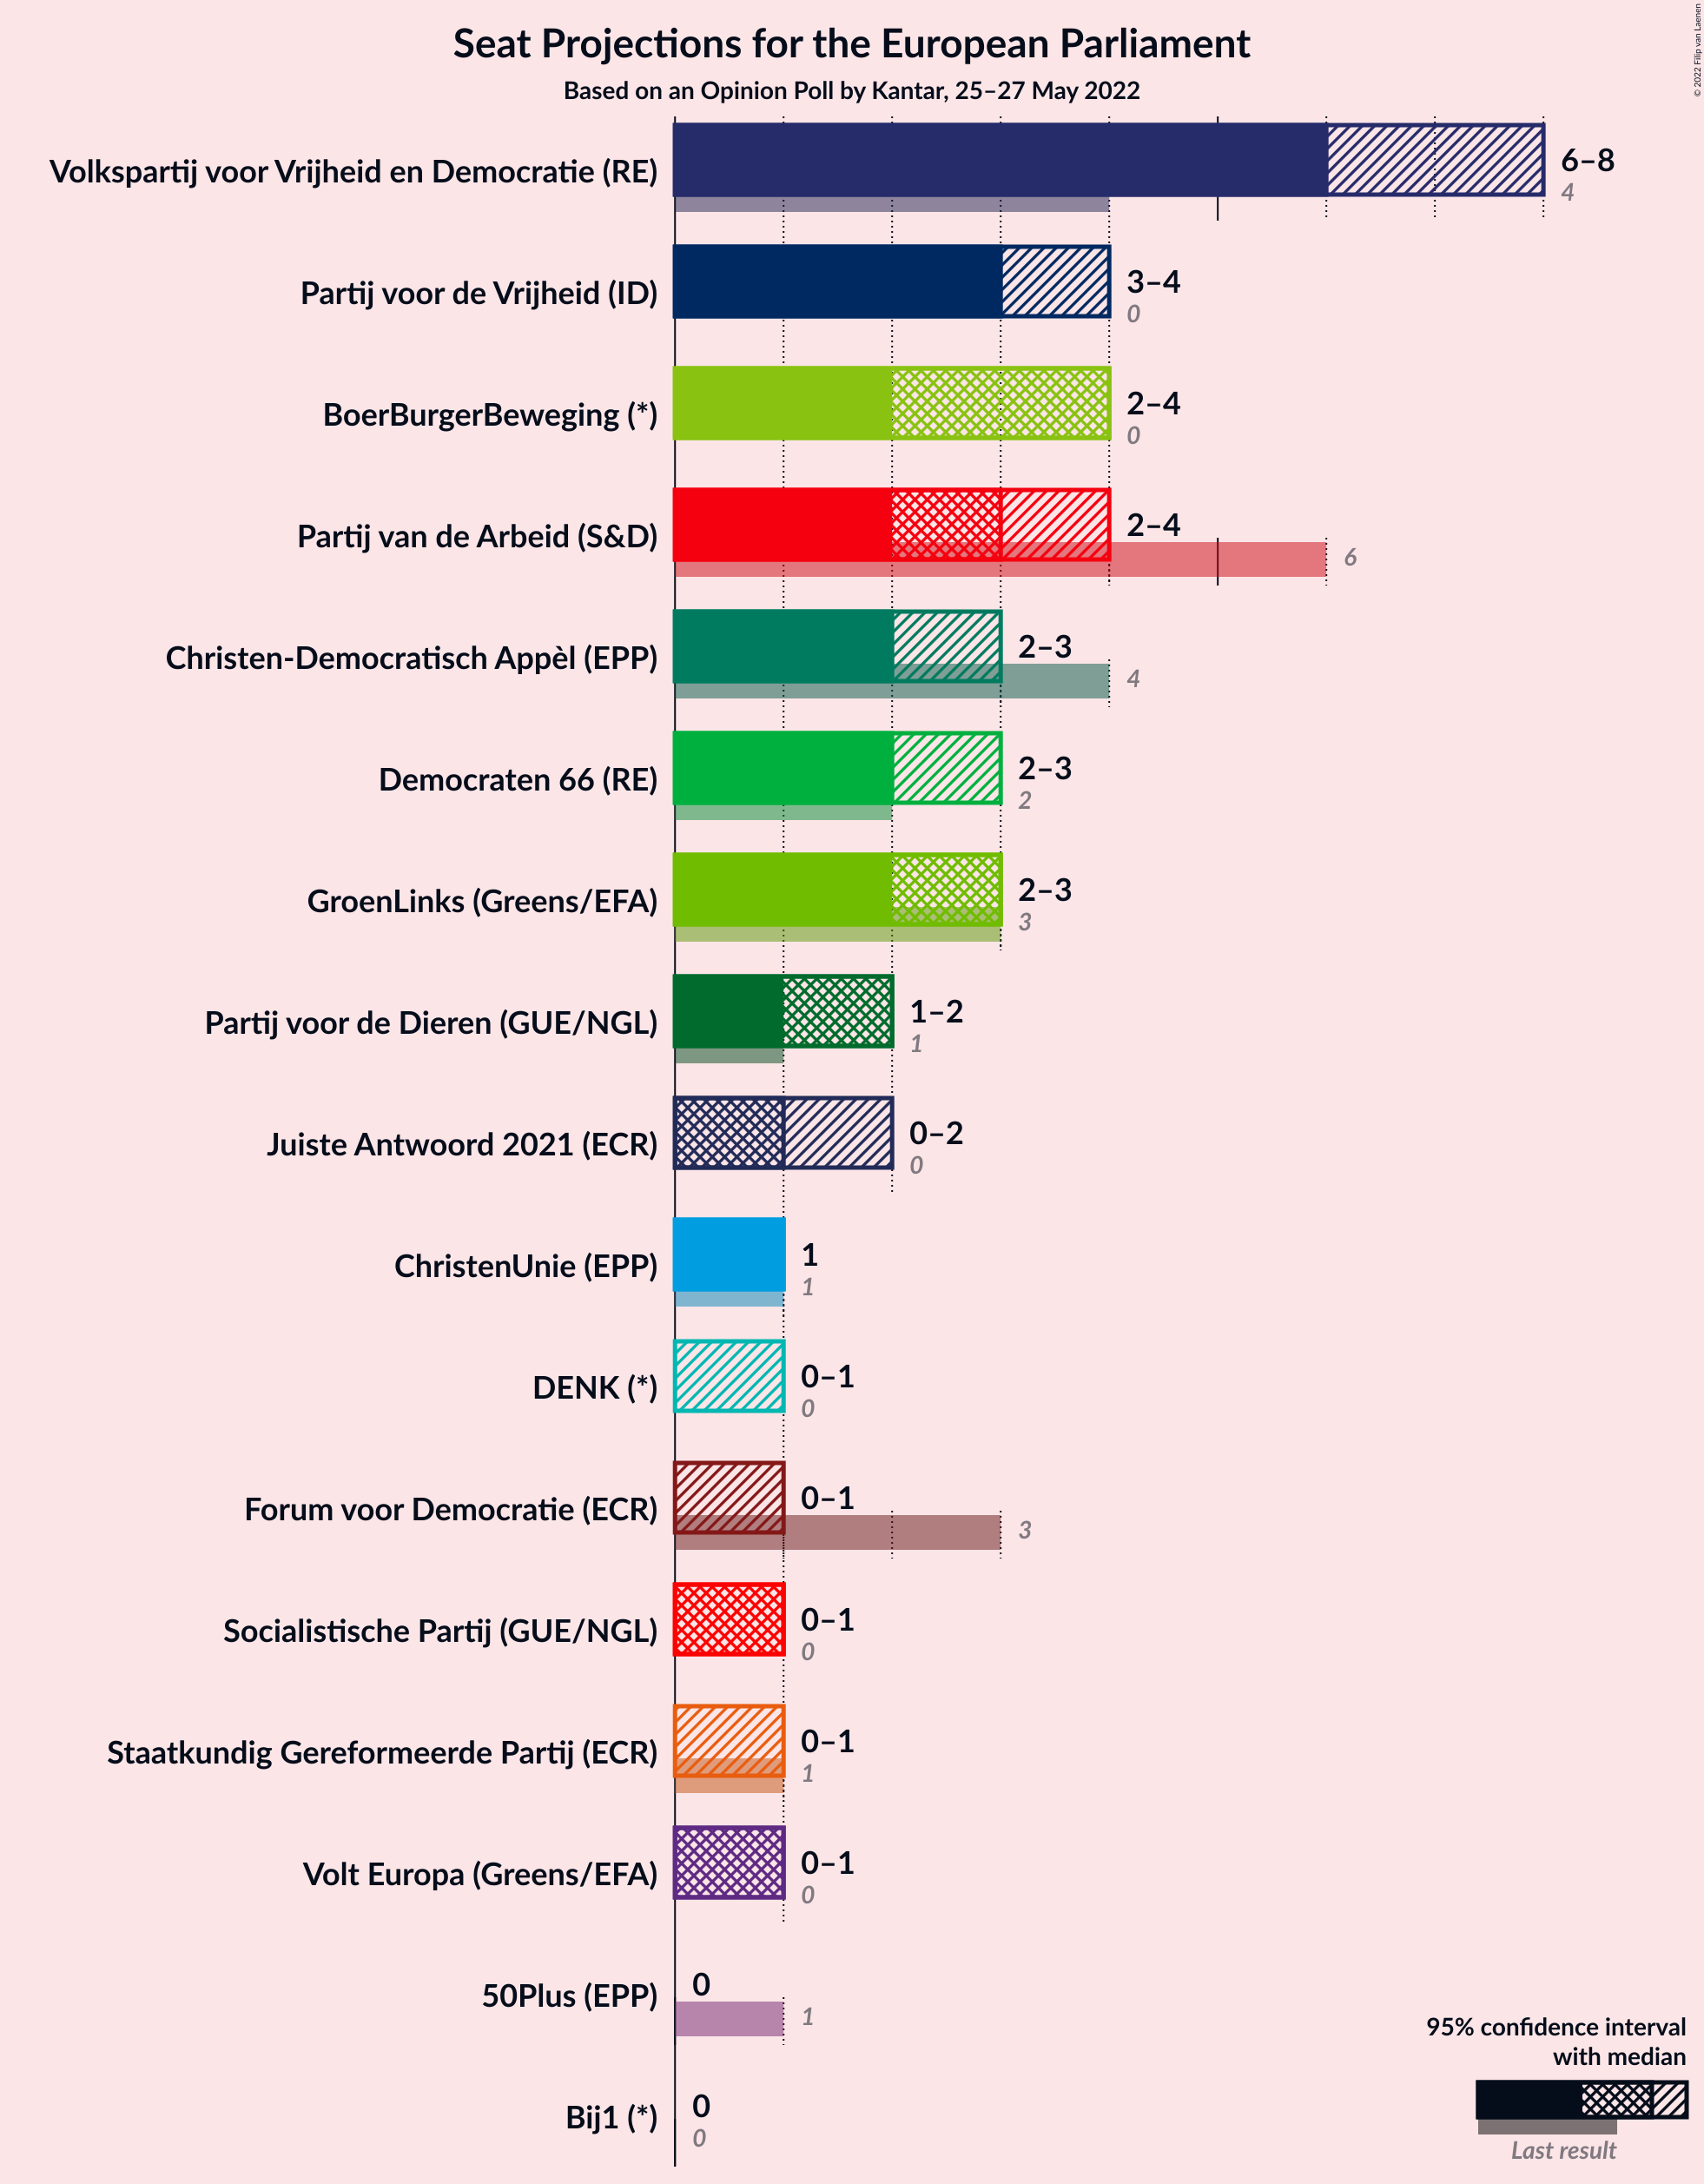 Seat Projections for the European Parliament
Based on an Opinion Poll by Kantar, 25–27 May 2022
© 2022 Filip van Laenen
Volkspartij voor Vrijheid en Democratie (RE)
6–8
4
Partij voor de Vrijheid (ID)
3–4
0
BoerBurgerBeweging (*)
2–4
0
Partij van de Arbeid (S&D)
2–4
6
Christen-Democratisch Appèl (EPP)
2–3
4
Democraten 66 (RE)
2–3
2
GroenLinks (Greens/EFA)
2–3
3
Partij voor de Dieren (GUE/NGL)
1–2
1
Juiste Antwoord 2021 (ECR)
0–2
0
ChristenUnie (EPP)
1
1
DENK (*)
0–1
0
Forum voor Democratie (ECR)
0–1
3
Socialistische Partij (GUE/NGL)
0–1
0
Staatkundig Gereformeerde Partij (ECR)
0–1
1
Volt Europa (Greens/EFA)
0–1
0
50Plus (EPP)
0
1
Bij1 (*)
0
0
95% confidence interval
with median
Last result